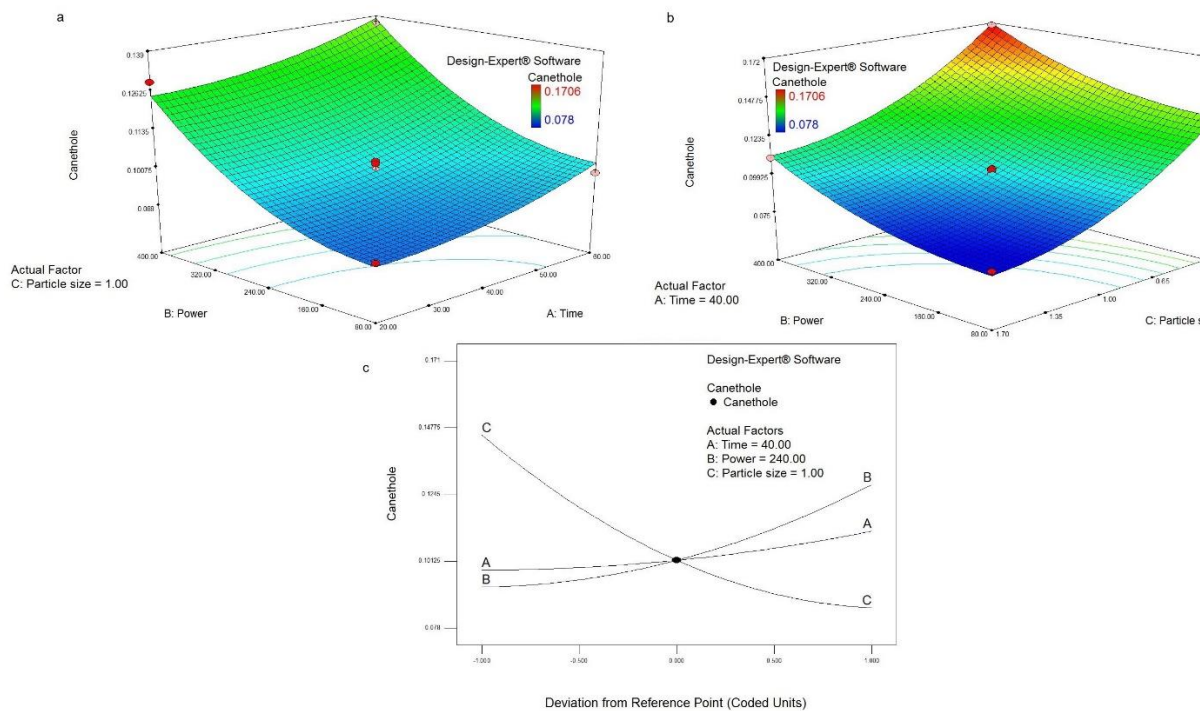 a
Design-Expert® Software
Canethole
0.1706
0.078
0.139
0.12625
0.1135
0.10075
0.088
Canethole
400.00
320.00
240.00
160.00
80.00
20.00
30.00
40.00
50.00
60.00
Actual Factor
C: Particle size = 1.00
B: Power
A: Time
b
Design-Expert® Software
Canethole
0.1706
0.078
0.172
0.14775
0.1235
0.09925
0.075
Canethole
400.00
320.00
240.00
160.00
80.00
1.70
1.35
1.00
0.65
Actual Factor
A: Time = 40.00
B: Power
C: Particle s
c
Design-Expert® Software
Canethole
Canethole
Actual Factors
A: Time = 40.00
B: Power = 240.00
C: Particle size = 1.00
0.171
0.14775
0.1245
0.10125
0.078
Canethole
C
A
B
B
A
C
-1.000
-0.500
0.000
0.500
1.000
Deviation from Reference Point (Coded Units)